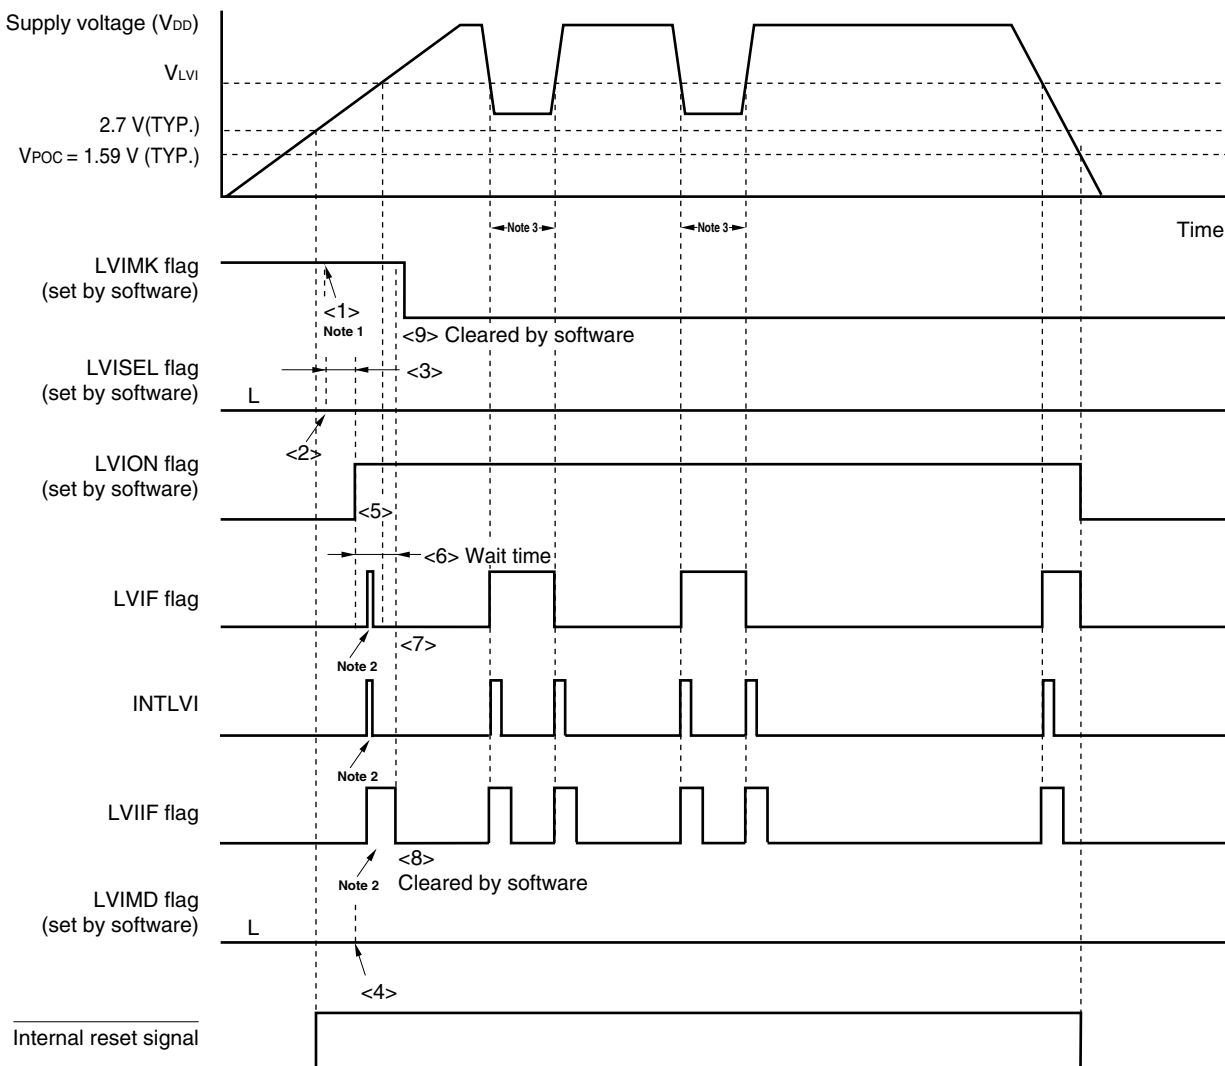 Supply voltage (VDD)
VLVI
2.7 V(TYP.)
VPOC = 1.59 V (TYP.)
Note 3
Note 3
Time
LVIMK flag
(set by software)
<1>
Note 1
<9> Cleared by software
LVISEL flag
(set by software)
L
<3>
<2>
LVION flag
(set by software)
<5>
<6> Wait time
LVIF flag
<7>
Note 2
INTLVI
Note 2
LVIIF flag
<8>
Cleared by software
Note 2
LVIMD flag
(set by software)
L
<4>
Internal reset signal